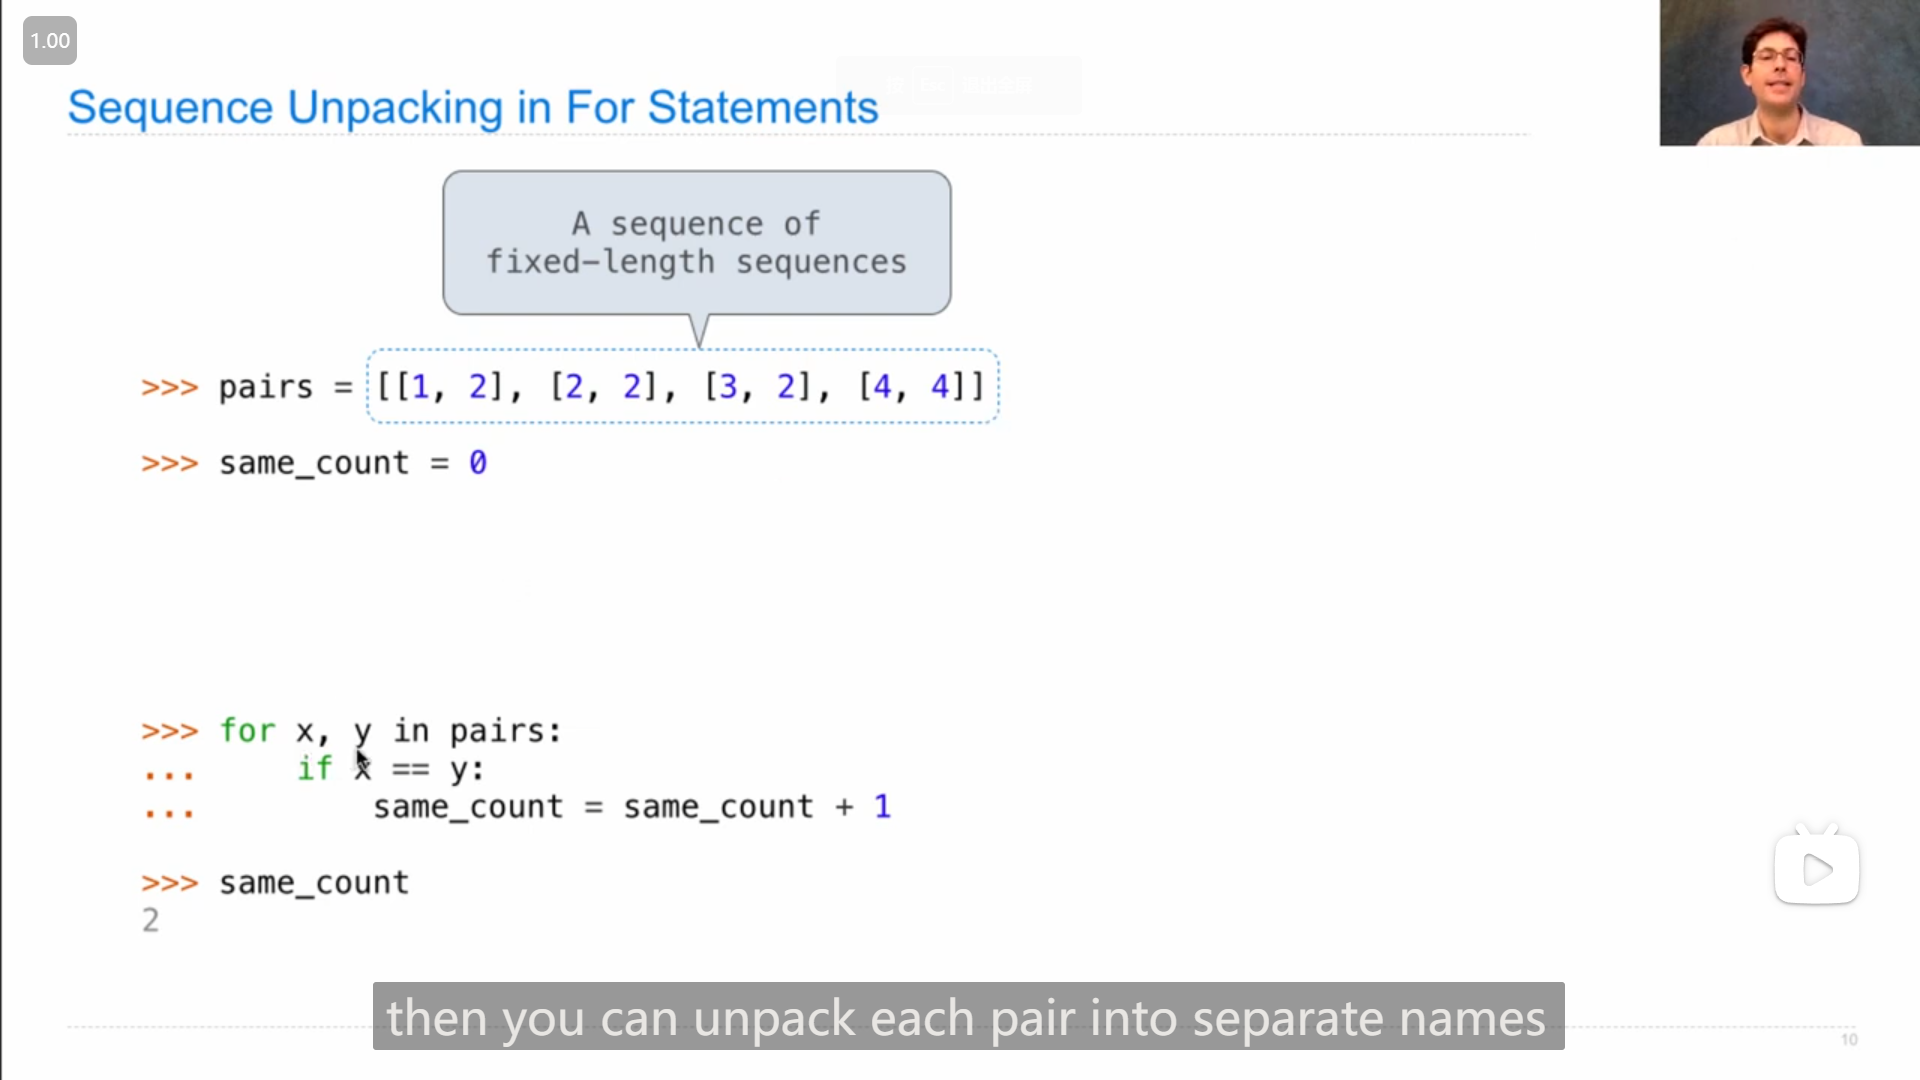 1.00
Sequence Unpacking in For Statements
A sequence of
fixed-length sequences
>>> pairs = [[1, 2], [2, 2], [3, 2], [4, 4]]
>>> same_count = 0
>>> for x, y in pairs:
... if x == y:
... same_count = same_count + 1
>>> same_count
2
then you can unpack each pair into separate names
10